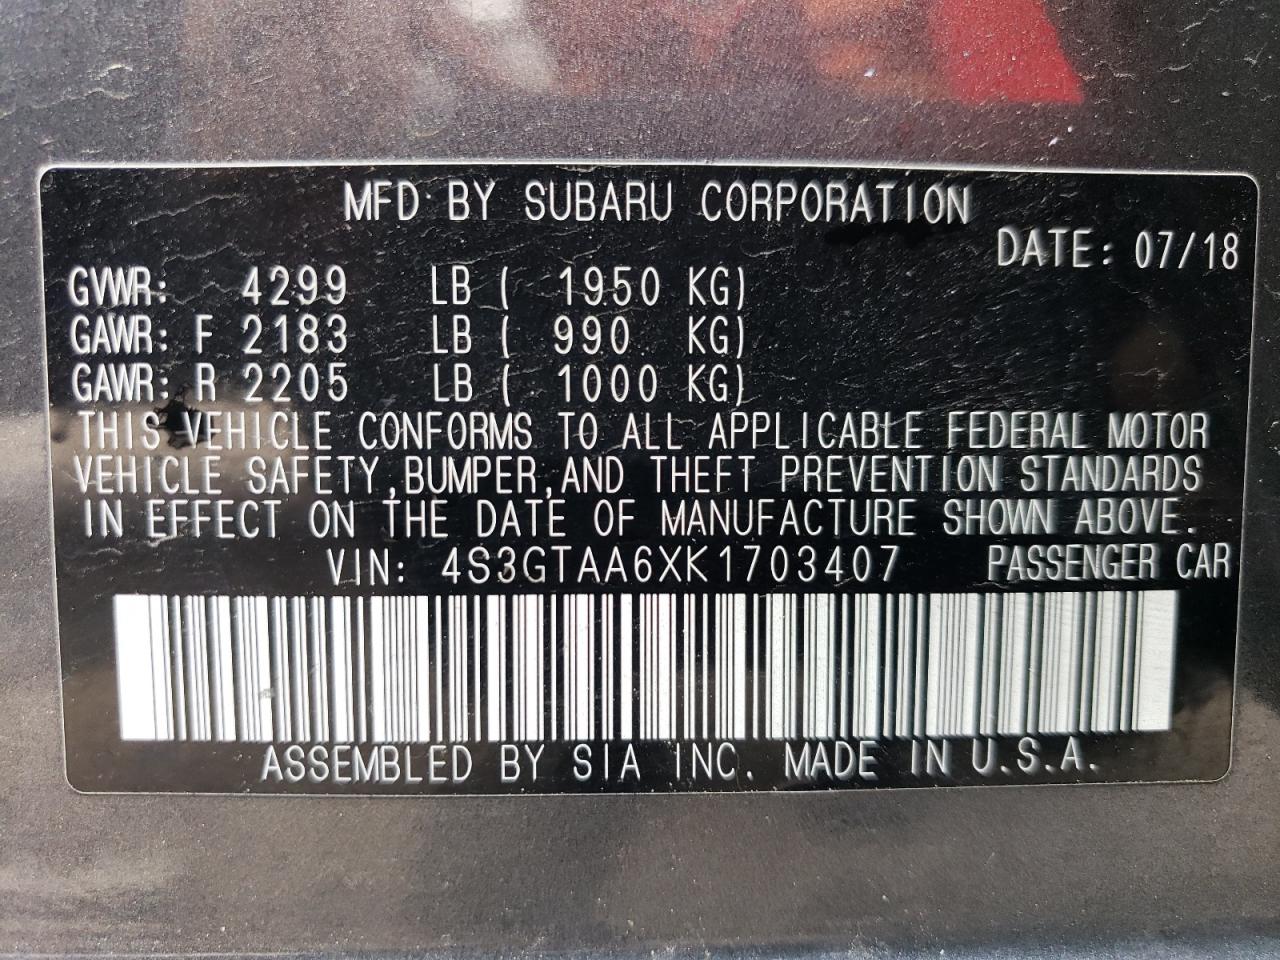 MFD BY SUBARU CORPORATION
DATE: 07/18
GVWR: 4299 LB ( 1950 KG)
GAWR: F 2183 LB ( 990 KG)
GAWR: R 2205 LB ( 1000 KG)
THIS VEHICLE CONFORMS TO ALL APPLICABLE FEDERAL MOTOR
VEHICLE SAFETY,BUMPER,AND THEFT PREVENTION STANDARDS
IN EFFECT ON THE DATE OF MANUFACTURE SHOWN ABOVE.
VIN: 4S3GTAA6XK1703407 PASSENGER CAR
ASSEMBLED BY SIA INC. MADE IN U.S.A.